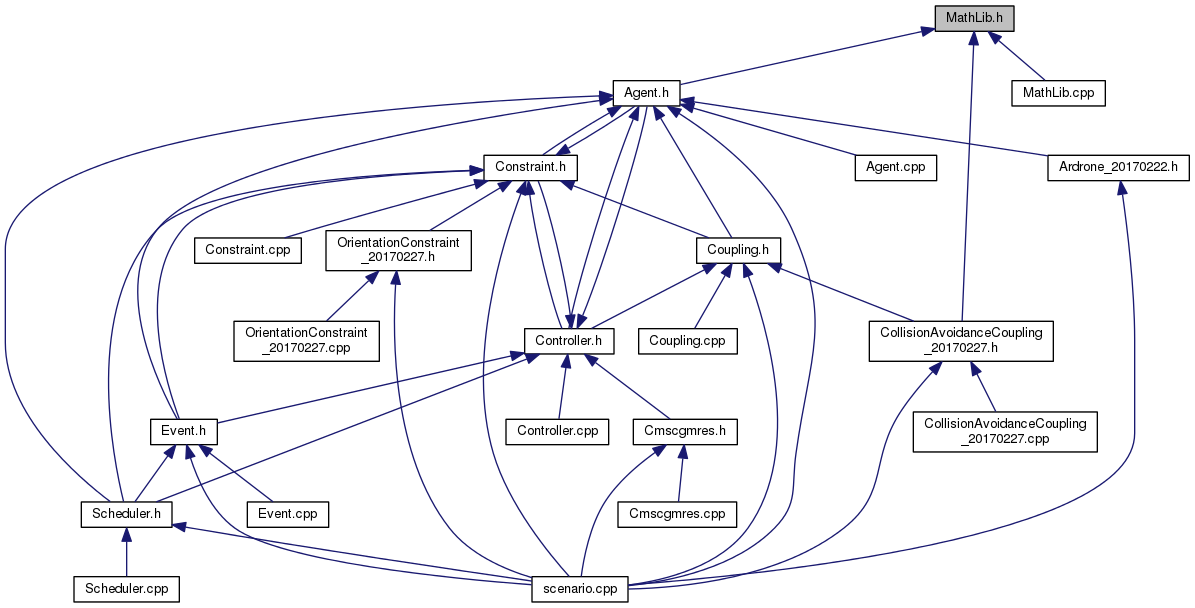 MathLib.h
Agent.h
MathLib.cpp
Constraint.h
Agent.cpp
Ardrone_20170222.h
Constraint.cpp
OrientationConstraint
_20170227.h
Coupling.h
OrientationConstraint
_20170227.cpp
Controller.h
Coupling.cpp
CollisionAvoidanceCoupling
_20170227.h
Event.h
Controller.cpp
Cmscgmres.h
CollisionAvoidanceCoupling
_20170227.cpp
Scheduler.h
Event.cpp
Cmscgmres.cpp
Scheduler.cpp
scenario.cpp